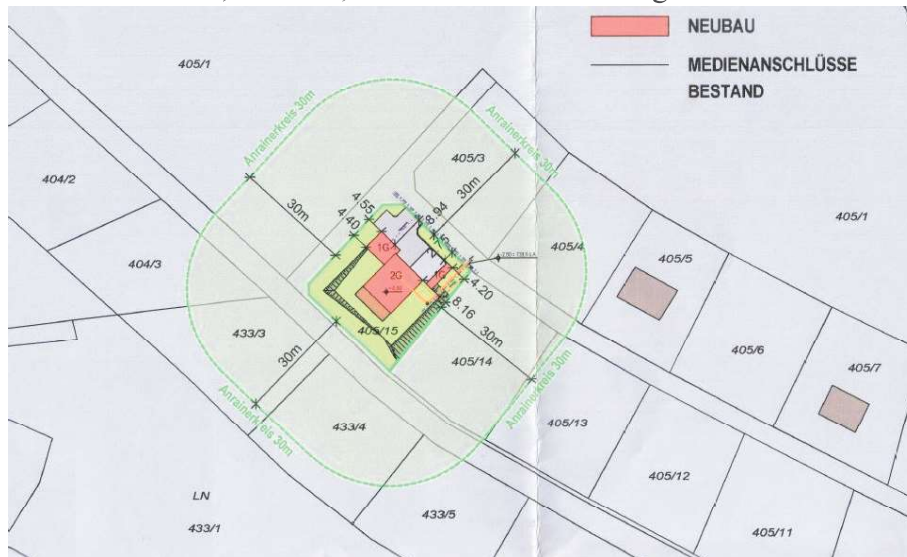 NEUBAU
MEDIENANSCHLÜSSE
BESTAND
405/1
Anrainerkreis 30m
Anrainerkreis 30m
404/2
405/3
30m
30m
4.55
8.94
4.40
1G
405/1
404/3
405/4
405/5
2G
1G
4.20
8.16
433/3
405/15
30m
405/6
30m
405/14
405/7
Anrainerkreis 30m
Anrainerkreis 30m
433/4
405/13
405/12
LN
433/5
433/1
405/11